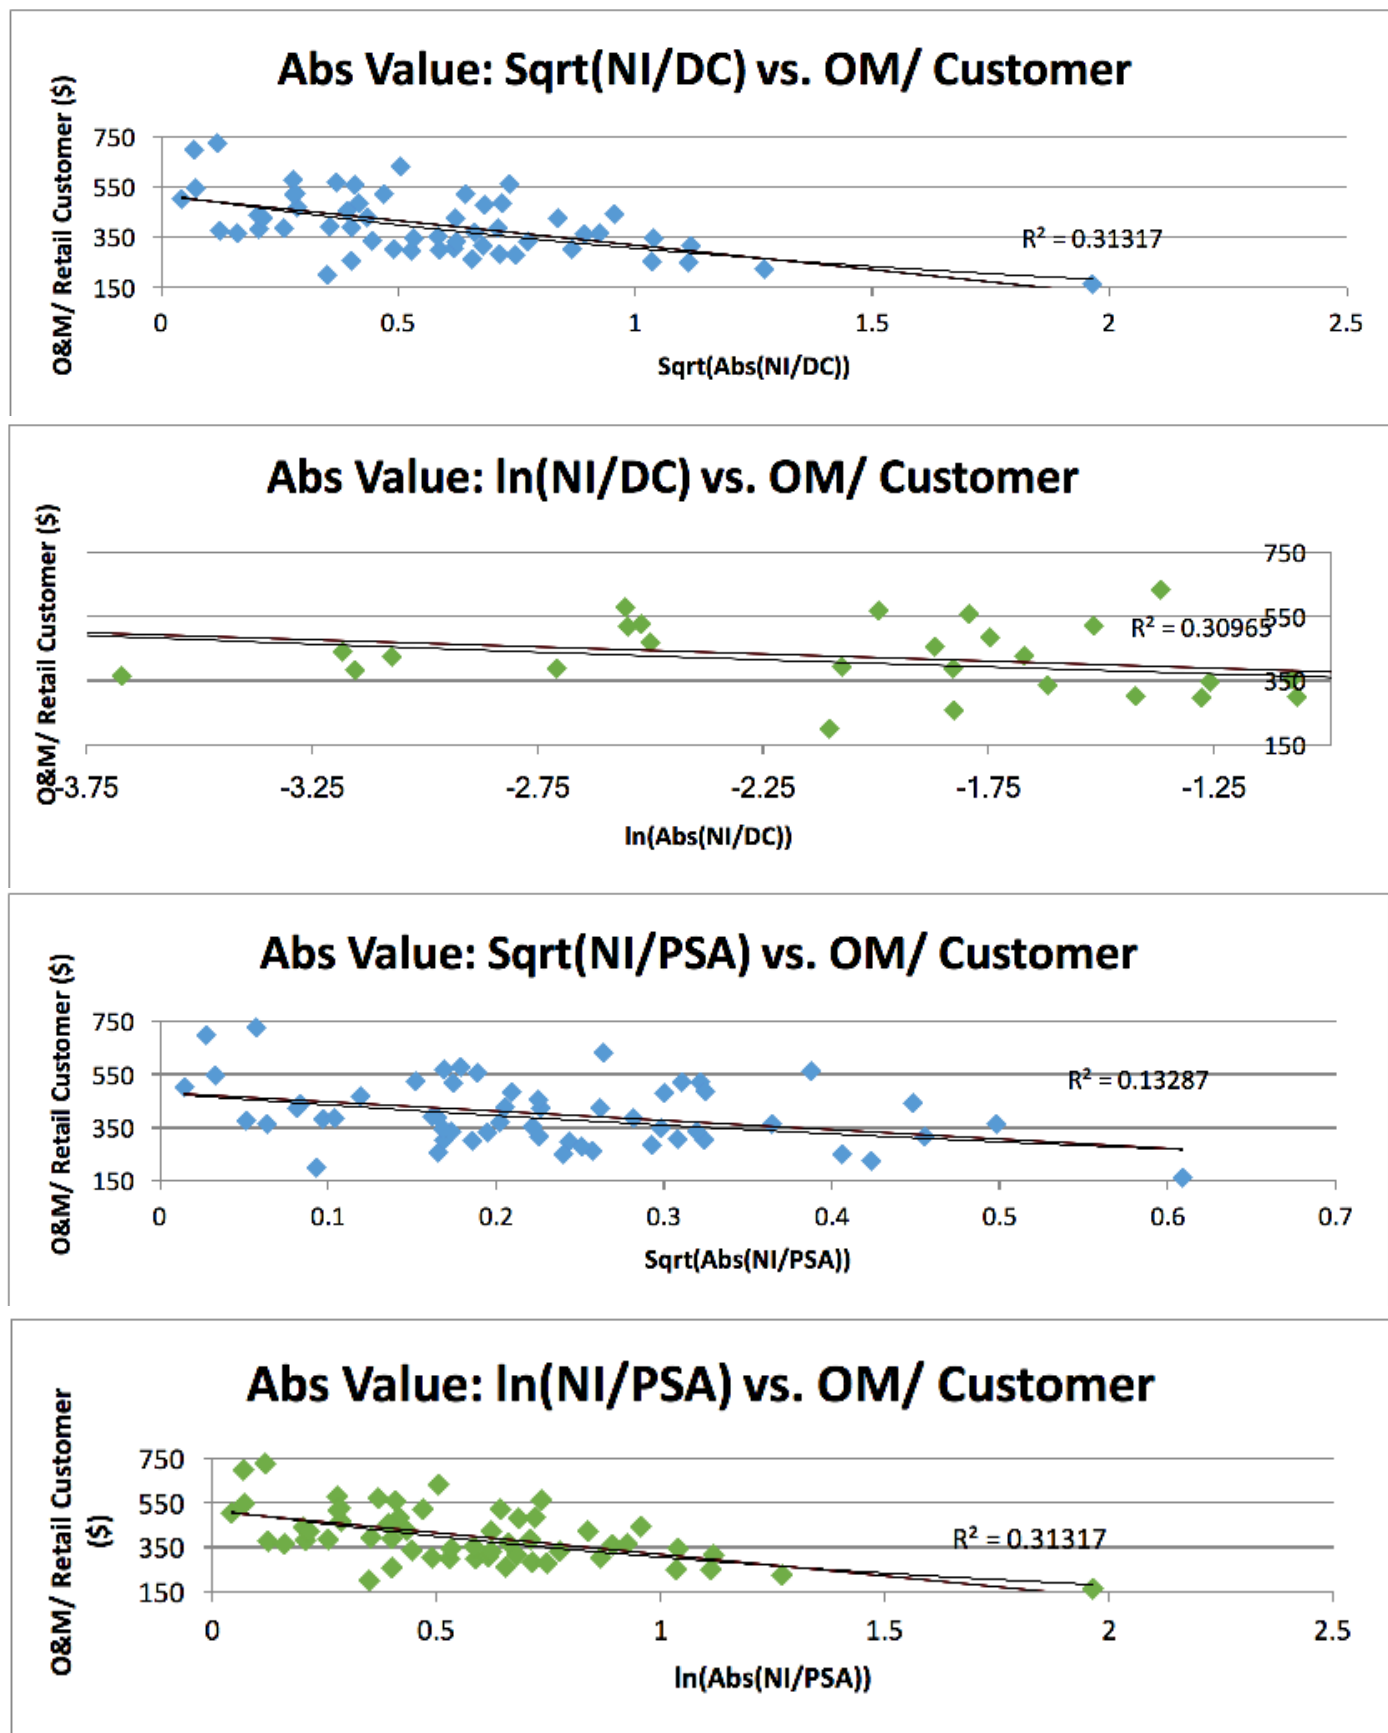 Abs Value: Sqrt(NI/DC) vs. OM/ Customer
O&M/ Retail Customer ($)
750
550
350
150
R² = 0.31317
0 0.5 1 1.5 2 2.5
Sqrt(Abs(NI/DC))
Abs Value: ln(NI/DC) vs. OM/ Customer
O&M/ Retail Customer ($)
750
550
R² = 0.30965
350
150
-3.75 -3.25 -2.75 -2.25 -1.75 -1.25
ln(Abs(NI/DC))
Abs Value: Sqrt(NI/PSA) vs. OM/ Customer
O&M/ Retail Customer ($)
750
550
R² = 0.13287
350
150
0 0.1 0.2 0.3 0.4 0.5 0.6 0.7
Sqrt(Abs(NI/PSA))
Abs Value: ln(NI/PSA) vs. OM/ Customer
O&M/ Retail Customer
($)
750
550
350
R² = 0.31317
150
0 0.5 1 1.5 2 2.5
ln(Abs(NI/PSA))